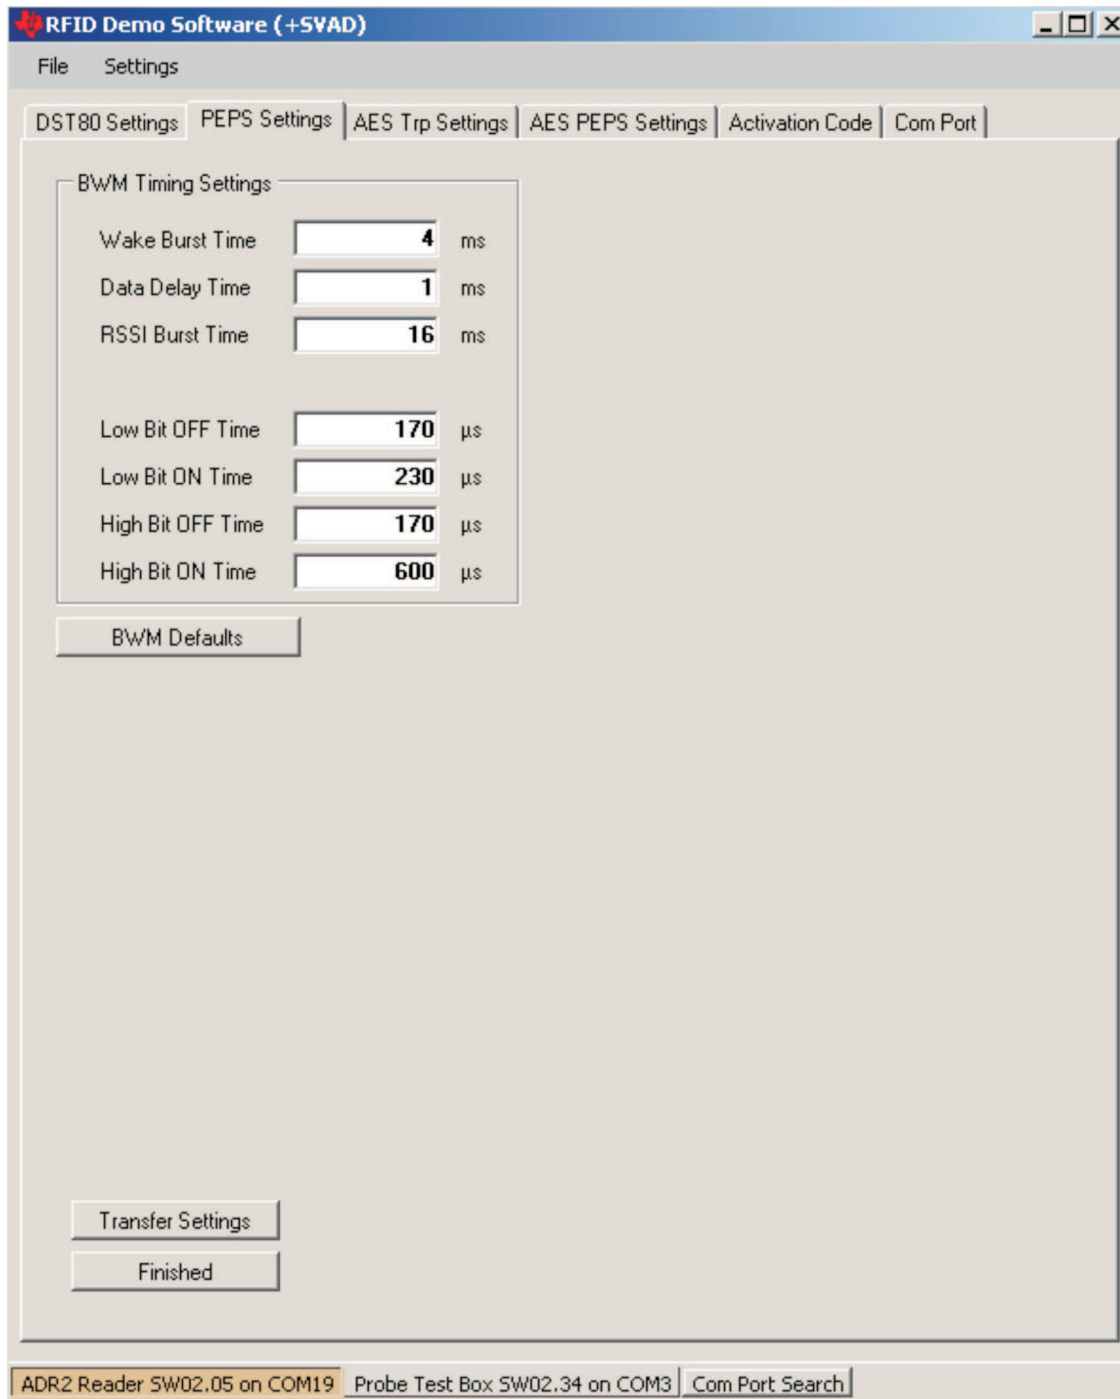 RFID Demo Software (+SVAD)
File Settings
DST80 Settings PEPS Settings AES Trp Settings AES PEPS Settings Activation Code Com Port
BWM Timing Settings
Wake Burst Time 4 ms
Data Delay Time 1 ms
RSSI Burst Time 16 ms
Low Bit OFF Time 170 µs
Low Bit ON Time 230 µs
High Bit OFF Time 170 µs
High Bit ON Time 600 µs
BWM Defaults
Transfer Settings
Finished
ADR2 Reader SW02.05 on COM19 Probe Test Box SW02.34 on COM3 Com Port Search